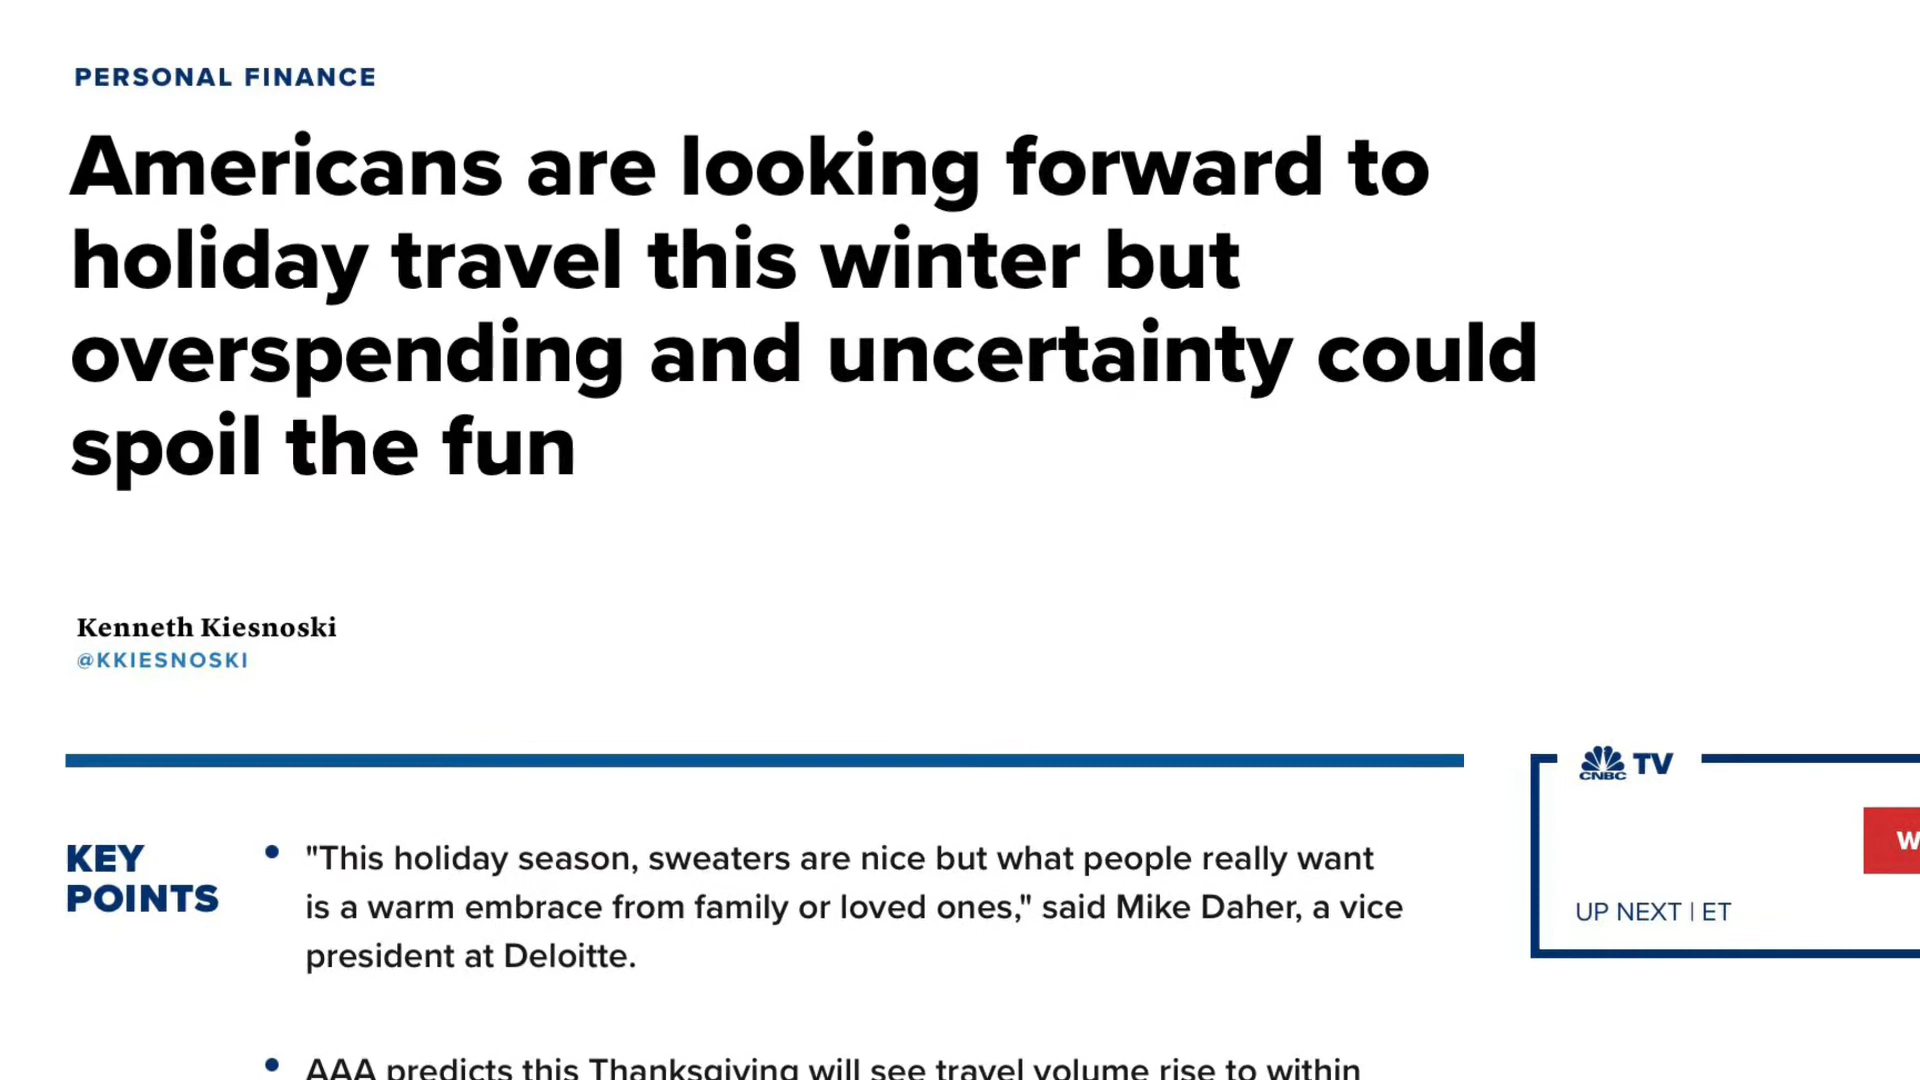 PERSONAL FINANCE
Americans are looking forward to
holiday travel this winter but
overspending and uncertainty could
spoil the fun
Kenneth Kiesnoski
@KKIESNOSKI
KEY
POINTS
• "This holiday season, sweaters are nice but what people really want
is a warm embrace from family or loved ones," said Mike Daher, a vice
president at Deloitte.
• AAA predicts this Thanksgiving will see travel volume rise to within
CNBC TV
W
UP NEXT | ET